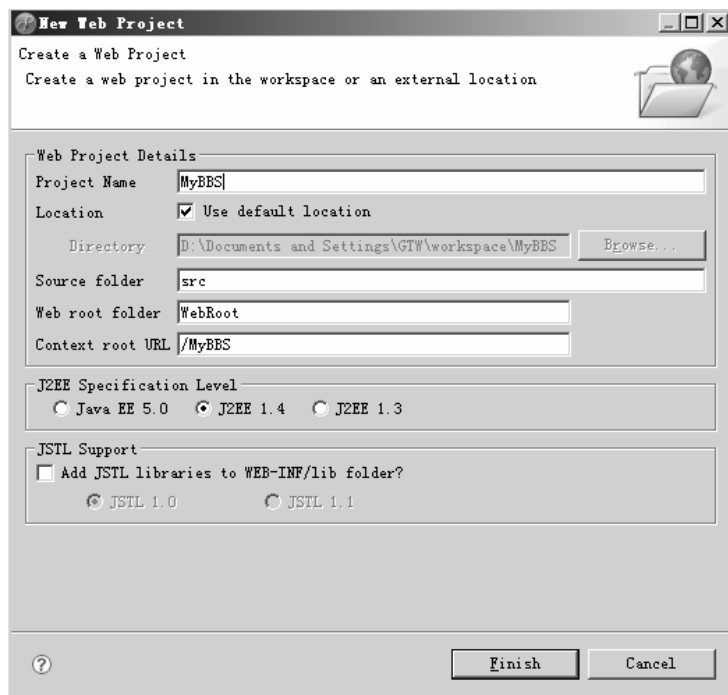 New Web Project
Create a Web Project
Create a web project in the workspace or an external location
Web Project Details
Project Name MyBBS
Location Use default location
Directory D:\Documents and Settings\GTW\workspace\MyBBS Browse...
Source folder src
Web root folder WebRoot
Context root URL /MyBBS
J2EE Specification Level
Java EE 5.0 J2EE 1.4 J2EE 1.3
JSTL Support
Add JSTL libraries to WEB-INF/lib folder?
JSTL 1.0 JSTL 1.1
? Finish Cancel